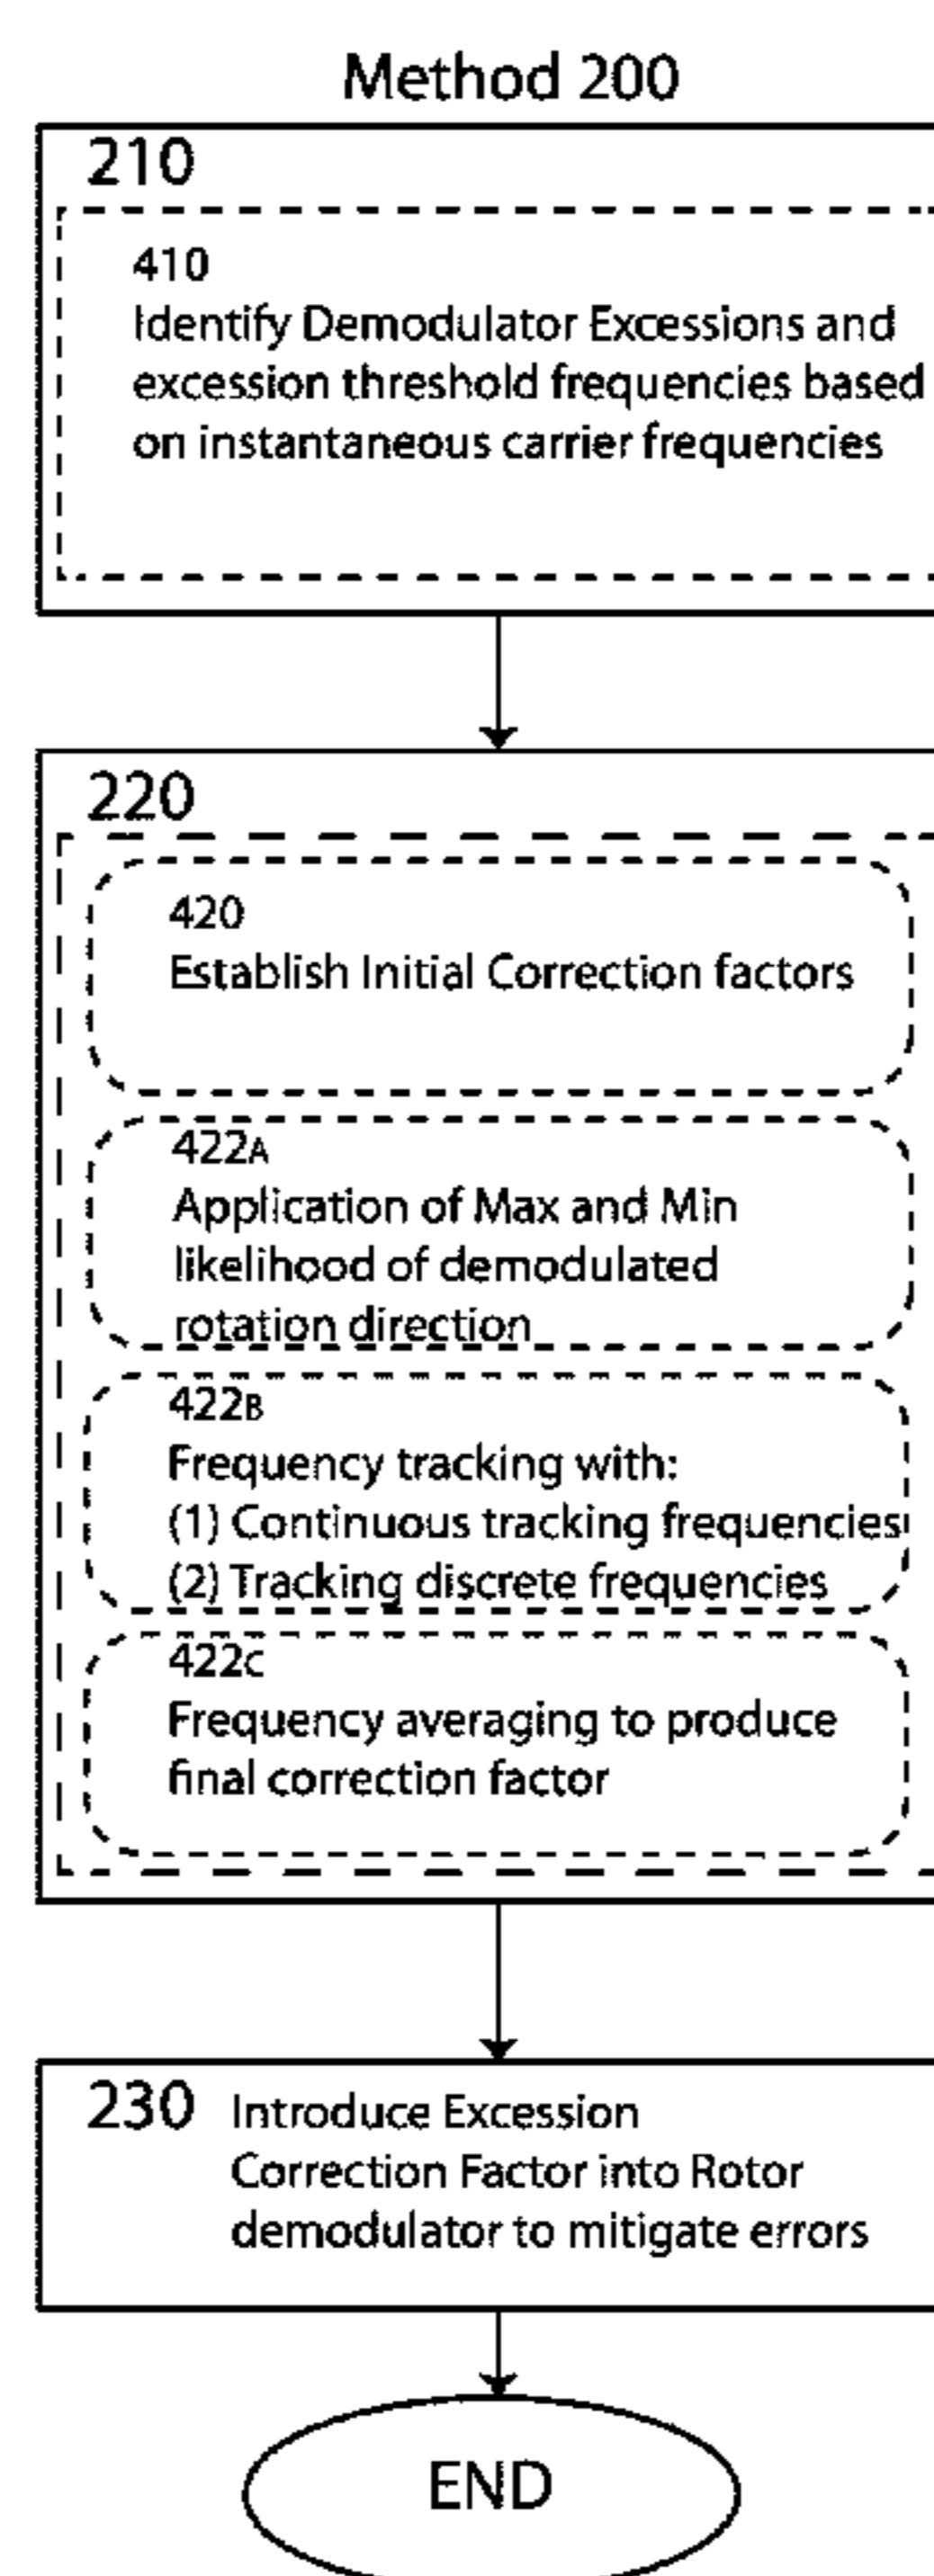 Method 200
210
410
Identify Demodulator Excessions and
excession threshold frequencies based
on instantaneous carrier frequencies
220
420
Establish Initial Correction factors
422A
Application of Max and Min
likelihood of demodulated
rotation direction
422B
Frequency tracking with:
(1) Continuous tracking frequencies
(2) Tracking discrete frequencies
422C
Frequency averaging to produce
final correction factor
230 Introduce Excession
Correction Factor into Rotor
demodulator to mitigate errors
END